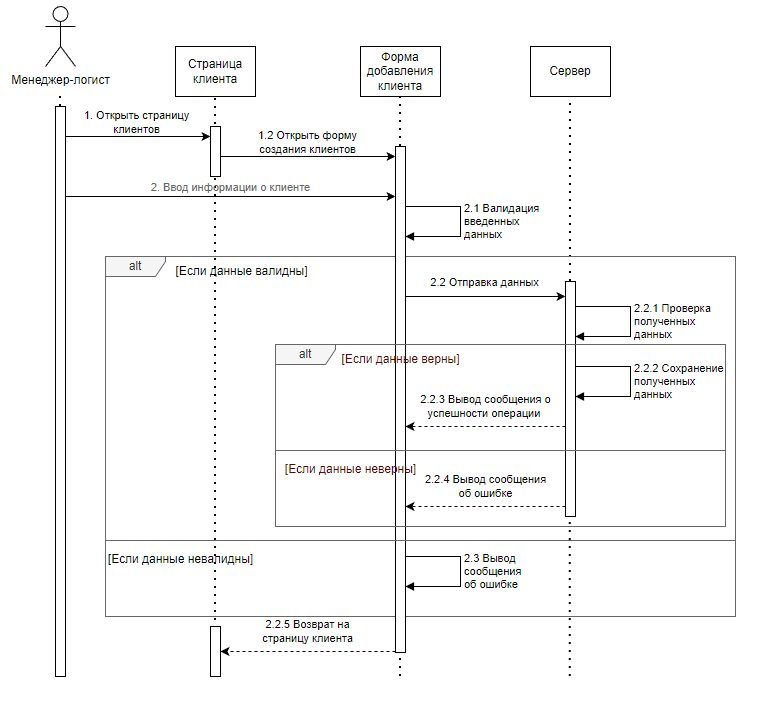 Менеджер-логист
Страница
клиента
Форма
добавления
клиента
Сервер
1. Открыть страницу
клиентов
1.2 Открыть форму
создания клиентов
2. Ввод информации о клиенте
2.1 Валидация
введенных
данных
alt
[Если данные валидны]
2.2 Отправка данных
2.2.1 Проверка
полученных
данных
alt
[Если данные верны]
2.2.2 Сохранение
полученных
данных
2.2.3 Вывод сообщения о
успешности операции
[Если данные неверны]
2.2.4 Вывод сообщения
об ошибке
[Если данные невалидны]
2.3 Вывод
сообщения
об ошибке
2.2.5 Возврат на
страницу клиента